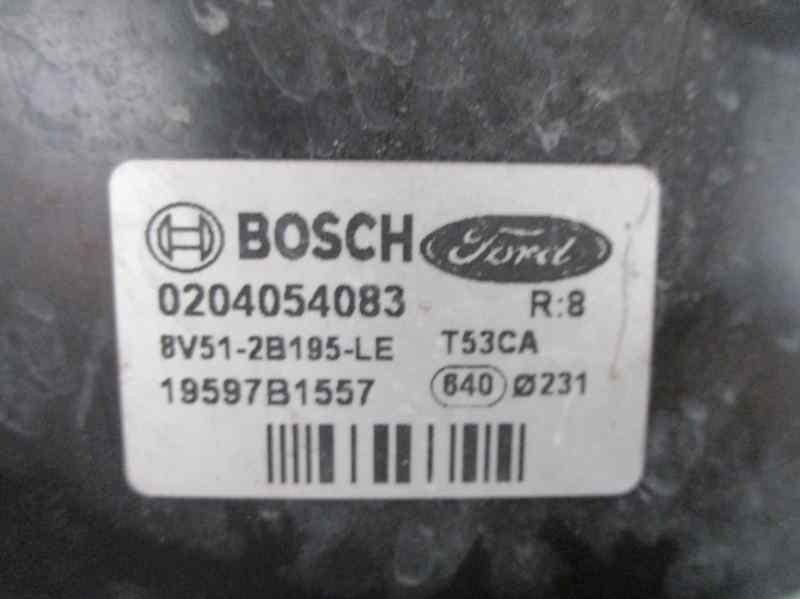 BOSCH Ford
0204054083 R:8
8V51-2B195-LE T53CA
19597B1557 640 Ø231